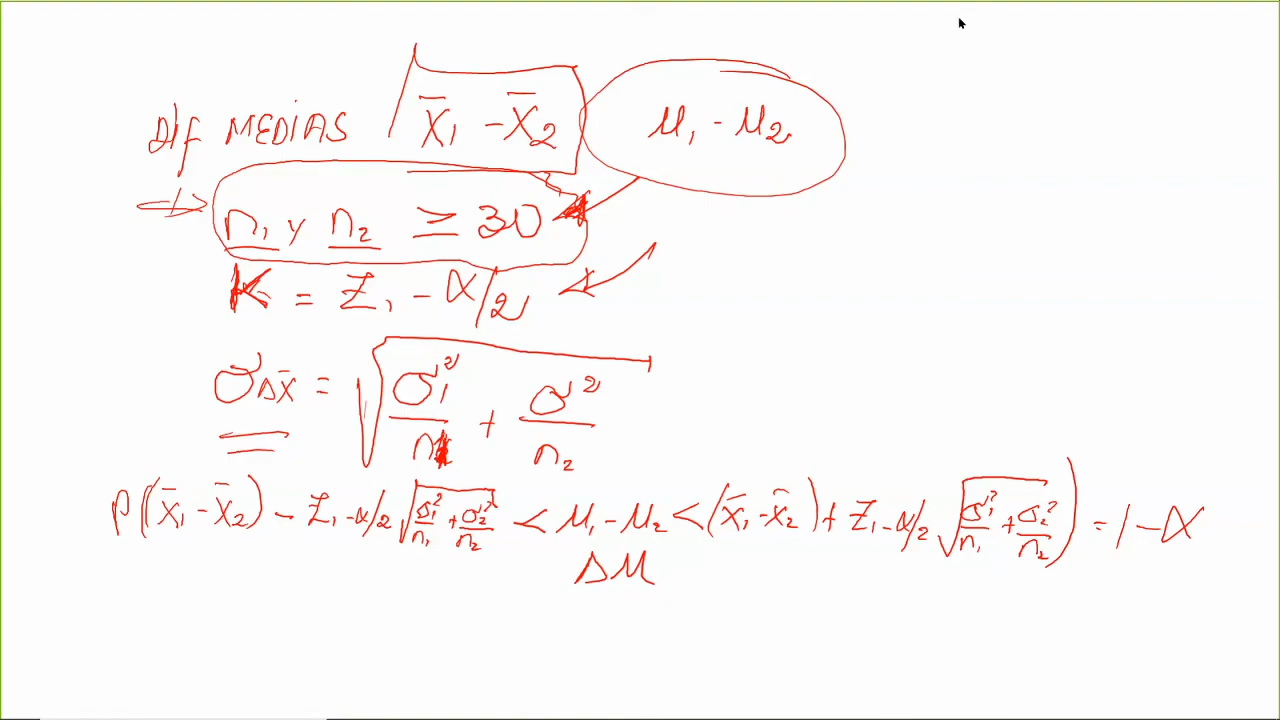 Dif MEDIAS X̄₁ - X̄₂ μ₁ - μ₂
n₁ y n₂ ≥ 30
K = Z₁ - α/2
σΔx̄ = √(σ₁²/n₁ + σ²/n₂)
P((x̄₁ - x̄₂) - Z₁-α/2 √(σ₁²/n₁ + σ₂²/n₂) < μ₁ - μ₂ < (x̄₁ - x̄₂) + Z₁-α/2 √(σ₁²/n₁ + σ₂²/n₂)) = 1 - α
Δμ